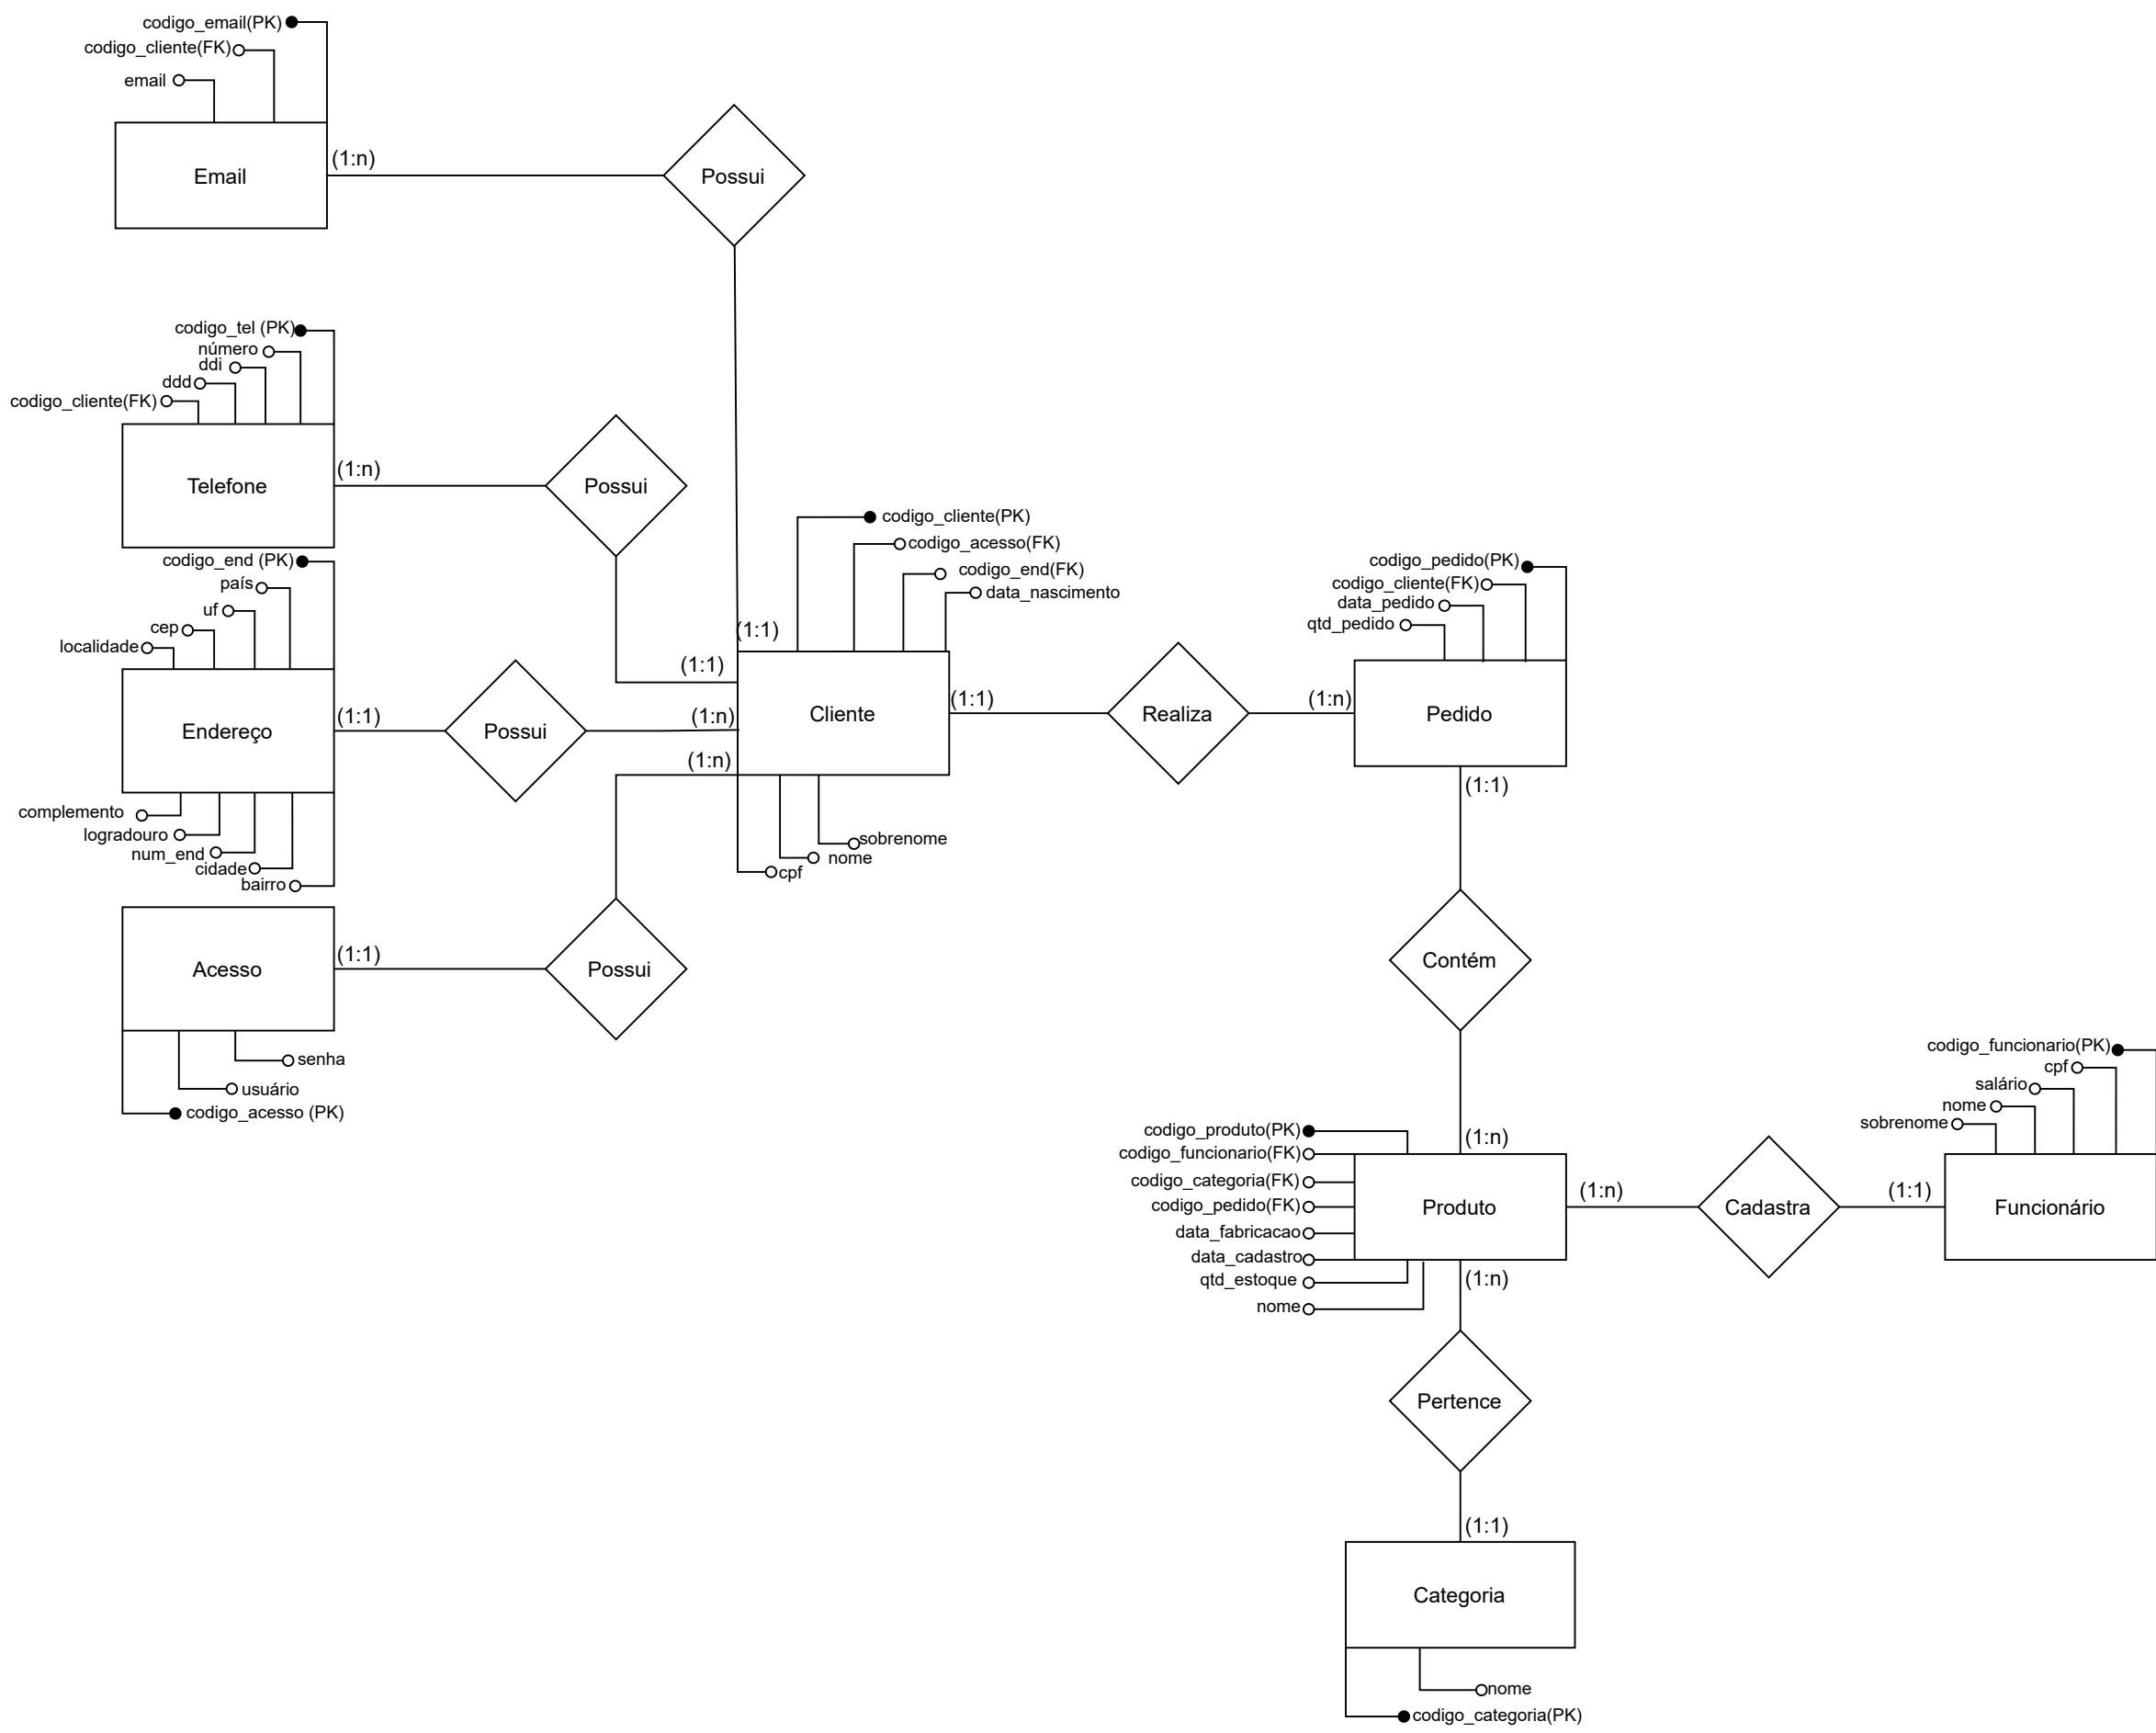 codigo_email(PK)
codigo_cliente(FK)
email
Email
(1:n)
Possui
codigo_tel (PK)
número
ddi
ddd
codigo_cliente(FK)
Telefone
(1:n)
Possui
codigo_end (PK)
país
uf
cep
localidade
Endereço
(1:1)
Possui
(1:n)
complemento
logradouro
num_end
cidade
bairro
Acesso
(1:1)
Possui
(1:n)
senha
usuário
codigo_acesso (PK)
codigo_cliente(PK)
codigo_acesso(FK)
codigo_end(FK)
data_nascimento
(1:1)
(1:1)
Cliente
(1:1)
sobrenome
nome
cpf
Realiza
(1:n)
codigo_pedido(PK)
codigo_cliente(FK)
data_pedido
qtd_pedido
Pedido
(1:1)
Contém
(1:n)
codigo_produto(PK)
codigo_funcionario(FK)
codigo_categoria(FK)
codigo_pedido(FK)
data_fabricacao
data_cadastro
qtd_estoque
nome
Produto
(1:n)
Cadastra
(1:1)
codigo_funcionario(PK)
cpf
salário
nome
sobrenome
Funcionário
(1:n)
Pertence
(1:1)
Categoria
nome
codigo_categoria(PK)